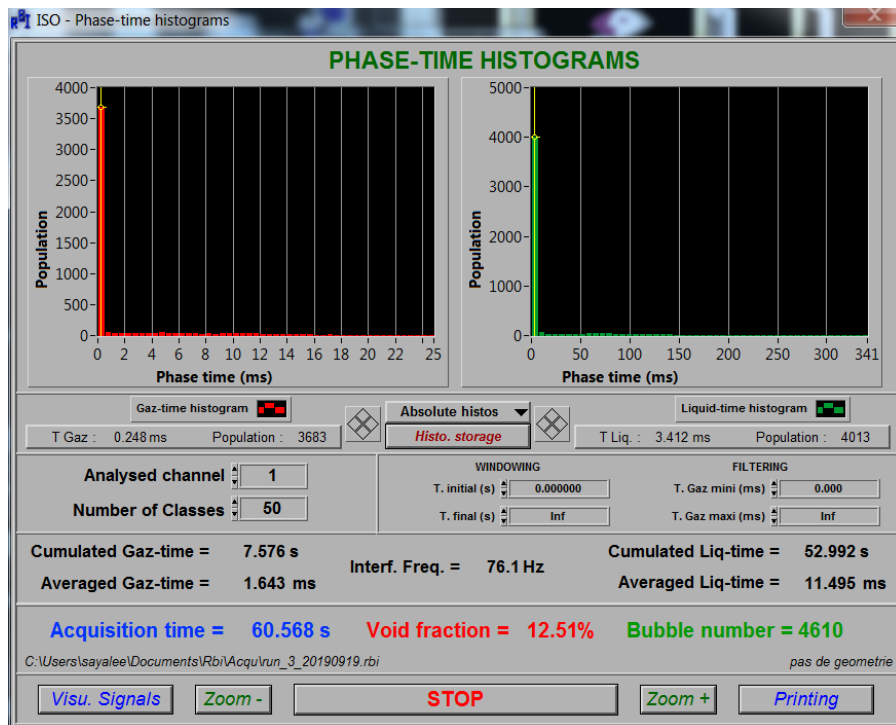 RBI ISO - Phase-time histograms
PHASE-TIME HISTOGRAMS
4000
3500
3000
2500
2000
1500
1000
500
0
Population
0 2 4 6 8 10 12 14 16 18 20 22 25
Phase time (ms)
5000
4000
3000
2000
1000
0
Population
0 50 100 150 200 250 300 341
Phase time (ms)
Gaz-time histogram
T Gaz : 0.248 ms Population : 3683
Absolute histos
Histo. storage
Liquid-time histogram
T Liq. : 3.412 ms Population : 4013
Analysed channel 1
Number of Classes 50
WINDOWING
T. initial (s) 0.000000
T. final (s) Inf
FILTERING
T. Gaz mini (ms) 0.000
T. Gaz maxi (ms) Inf
Cumulated Gaz-time = 7.576 s
Averaged Gaz-time = 1.643 ms
Interf. Freq. = 76.1 Hz
Cumulated Liq-time = 52.992 s
Averaged Liq-time = 11.495 ms
Acquisition time = 60.568 s Void fraction = 12.51% Bubble number = 4610
C:\Users\sayalee\Documents\Rbi\Acqu\run_3_20190919.rbi pas de geometrie
Visu. Signals Zoom - STOP Zoom + Printing